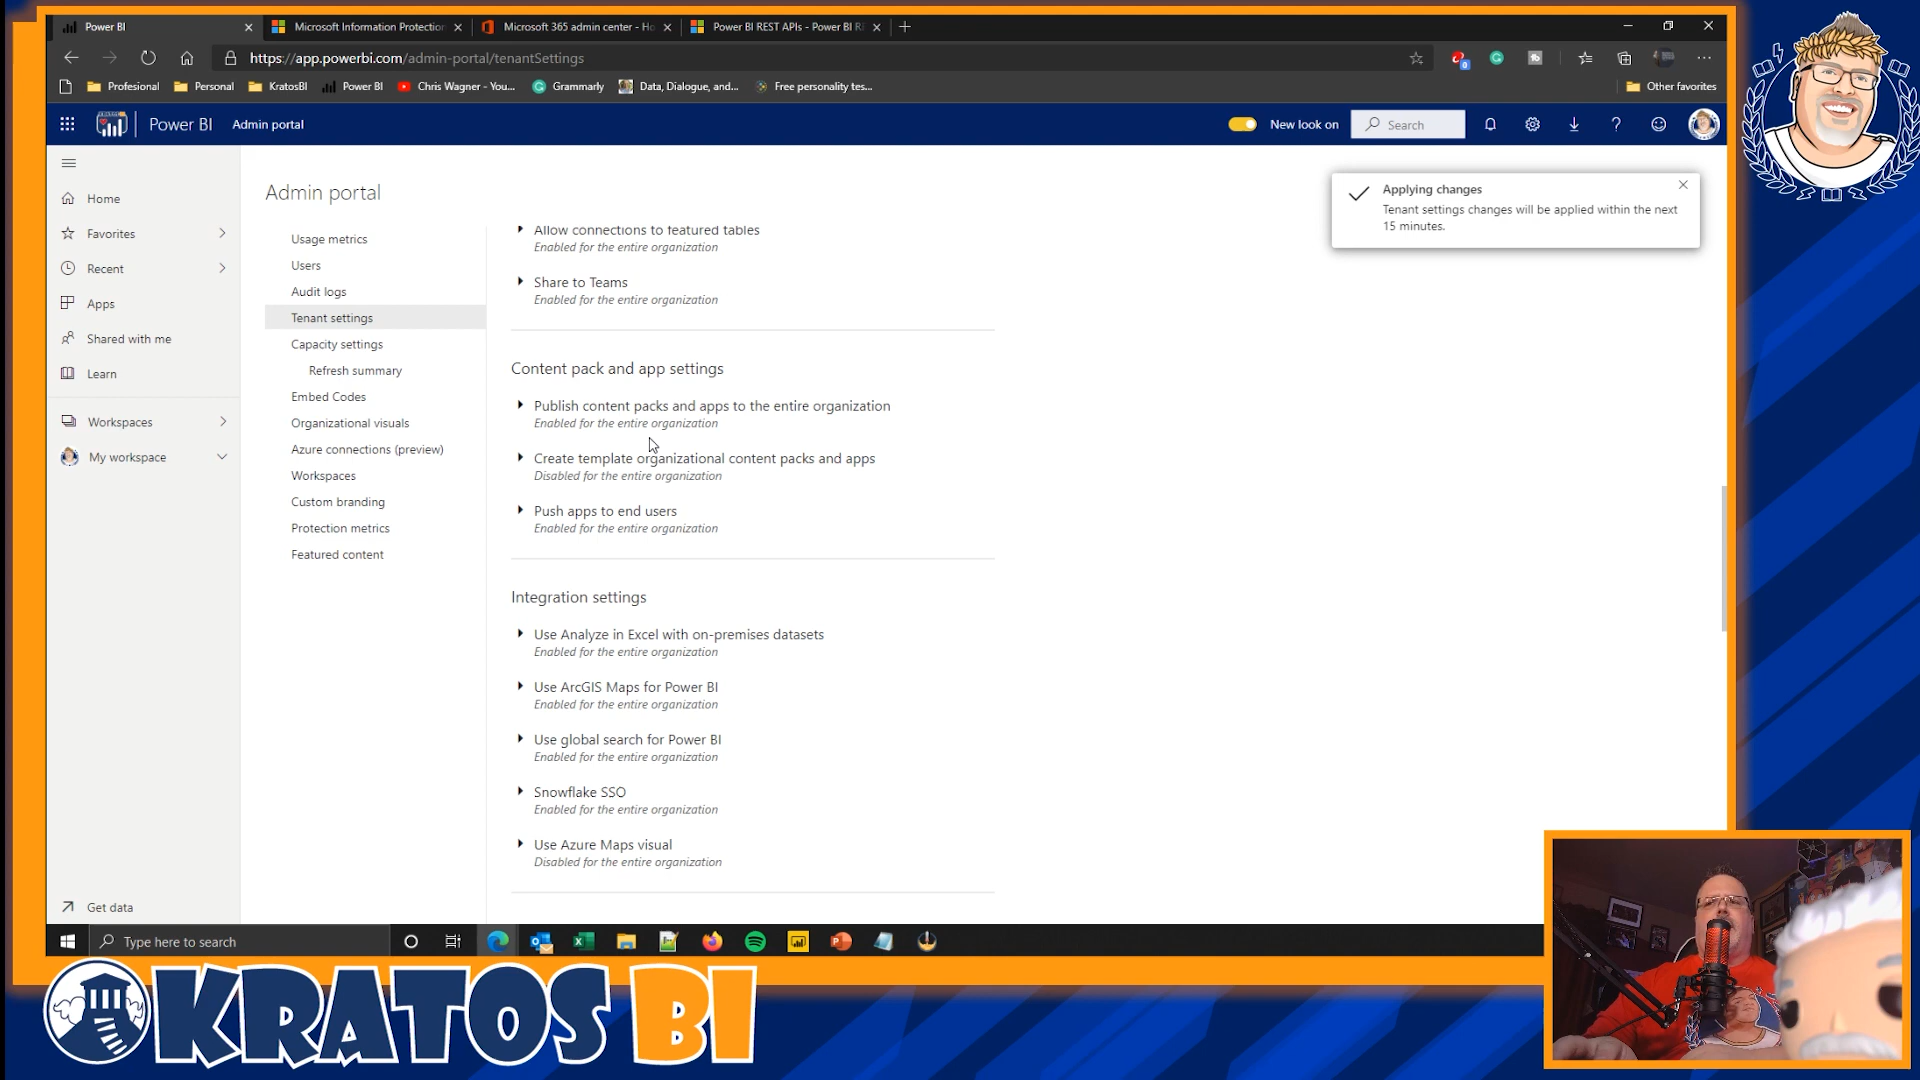 Power BI
Microsoft Information Protection
Microsoft 365 admin center - Ho
Power BI REST APIs - Power BI RE
https://app.powerbi.com/admin-portal/tenantSettings
Profesional
Personal
KratosBI
Power BI
Chris Wagner - You...
Grammarly
Data, Dialogue, and...
Free personality tes...
Other favorites
Power BI
Admin portal
New look on
Search
Home
Favorites
Recent
Apps
Shared with me
Learn
Workspaces
My workspace
Get data
Admin portal
Usage metrics
Users
Audit logs
Tenant settings
Capacity settings
Refresh summary
Embed Codes
Organizational visuals
Azure connections (preview)
Workspaces
Custom branding
Protection metrics
Featured content
Allow connections to featured tables
Enabled for the entire organization
Share to Teams
Enabled for the entire organization
Content pack and app settings
Publish content packs and apps to the entire organization
Enabled for the entire organization
Create template organizational content packs and apps
Disabled for the entire organization
Push apps to end users
Enabled for the entire organization
Integration settings
Use Analyze in Excel with on-premises datasets
Enabled for the entire organization
Use ArcGIS Maps for Power BI
Enabled for the entire organization
Use global search for Power BI
Enabled for the entire organization
Snowflake SSO
Enabled for the entire organization
Use Azure Maps visual
Disabled for the entire organization
Applying changes
Tenant settings changes will be applied within the next
15 minutes.
Type here to search
KRATOS BI